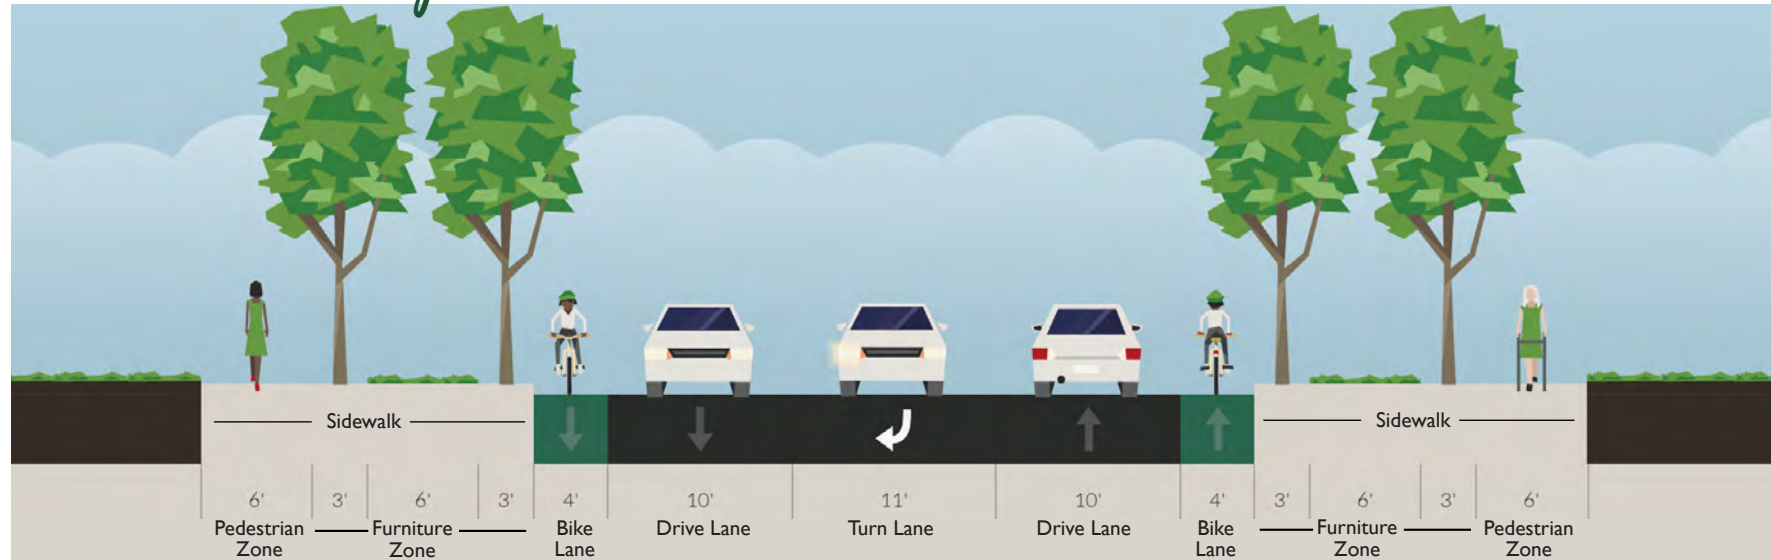 Sidewalk
Sidewalk
6' 3' 6' 3' 4' 10' 11' 10' 4' 3' 6' 3' 6'
Pedestrian Zone
Furniture Zone
Bike Lane
Drive Lane
Turn Lane
Drive Lane
Bike Lane
Furniture Zone
Pedestrian Zone